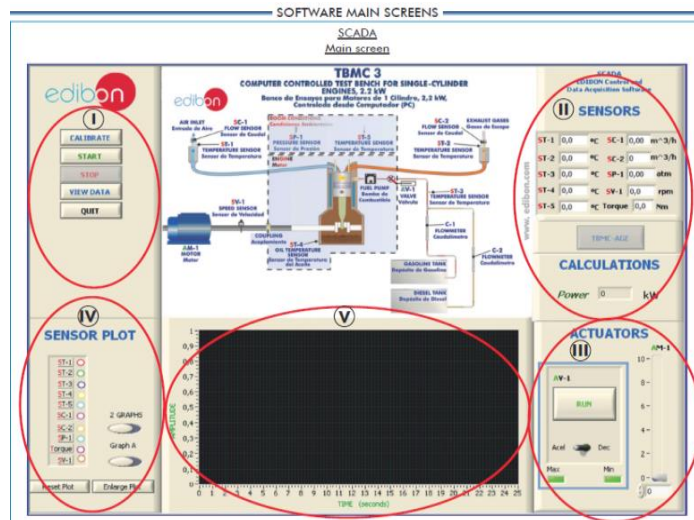 SOFTWARE MAIN SCREENS
SCADA
Main screen
edibon
I
CALIBRATE
START
STOP
VIEW DATA
QUIT
edibon
TBMC 3
COMPUTER CONTROLLED TEST BENCH FOR SINGLE-CYLINDER
ENGINES, 2.2 kW
Banco de Ensayos para Motores de 1 Cilindro, 2,2 kW,
Controlado desde Computador (PC)
AIR INLET
Entrada de Aire
SC-1
FLOW SENSOR
Sensor de Caudal
ST-1
TEMPERATURE SENSOR
Sensor de Temperatura
SP-1
PRESSURE SENSOR
Sensor de Presión
ST-5
TEMPERATURE SENSOR
Sensor de Temperatura
SC-2
FLOW SENSOR
Sensor de Caudal
EXHAUST GASES
Gases de Escape
ST-2
TEMPERATURE SENSOR
Sensor de Temperatura
ENGINE
Motor
FUEL PUMP
Bomba de
Combustible
AV-1
VALVE
Válvula
ST-3
TEMPERATURE SENSOR
Sensor de Temperatura
SV-1
SPEED SENSOR
Sensor de Velocidad
COUPLING
Acoplamiento
AM-1
MOTOR
Motor
ST-4
OIL TEMPERATURE
SENSOR
Sensor de Temperatura
del Aceite
C-1
FLOWMETER
Caudalímetro
C-2
FLOWMETER
Caudalímetro
GASOLINE TANK
Depósito de Gasolina
DIESEL TANK
Depósito de Diesel
SCADA
EDIBON Control and
Data Acquisition Software
II SENSORS
www.edibon.com
ST-1 0,0 ºC SC-1 0,00 m^3/h
ST-2 0,0 ºC SC-2 0 m^3/h
ST-3 0,0 ºC SP-1 0,00 atm
ST-4 0,0 ºC SV-1 0,0 rpm
ST-5 0,0 ºC Torque 0,0 Nm
CALCULATIONS
Power 0 kW
IV
SENSOR PLOT
ST-1
ST-2
ST-3
ST-4
ST-5
SC-1
SC-2
SP-1
Torque
SV-1
2 GRAPHS
Graph A
Reset Plot Enlarge Plot
V
AMPLITUDE
1
0,9
0,8
0,7
0,6
0,5
0,4
0,3
0,2
0,1
0
0 1 2 3 4 5 6 7 8 9 10 11 12 13 14 15 16 17 18 19 20 21 22 23 24 25
TIME (seconds)
ACTUATORS
III
AV-1
RUN
Acel Dec
Max Min
AM-1
10
8
6
4
2
0
0